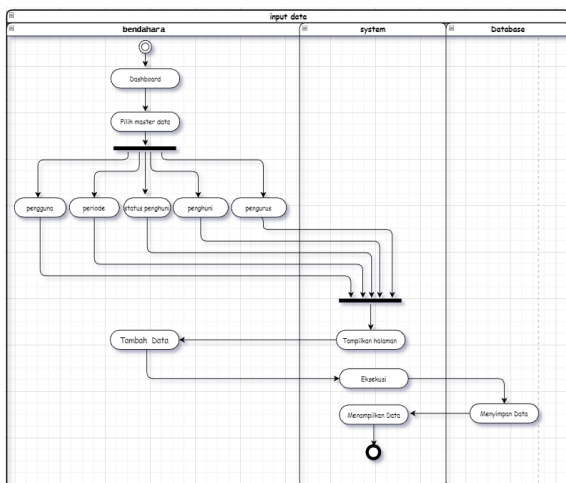 input data
bendahara
system
Database
Dashboard
Pilih master data
pengguna
periode
status penghuni
penghuni
pengurus
Tampilkan halaman
Tambah Data
Eksekusi
Menampilkan Data
Menyimpan Data